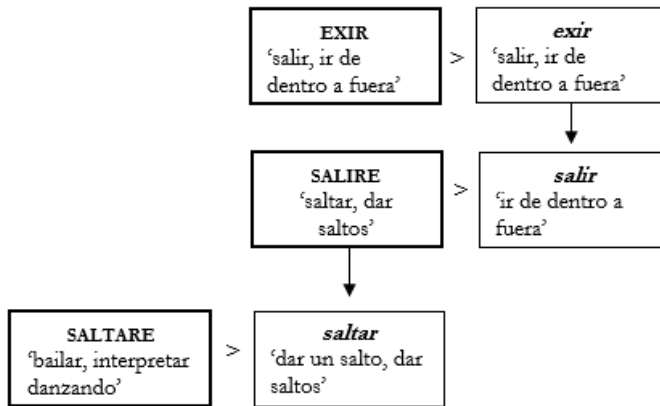 EXIR
‘salir, ir de
dentro a fuera’
>
exir
‘salir, ir de
dentro a fuera’
SALIRE
‘saltar, dar
saltos’
>
salir
‘ir de dentro a
fuera’
SALTARE
‘bailar, interpretar
danzando’
>
saltar
‘dar un salto, dar
saltos’